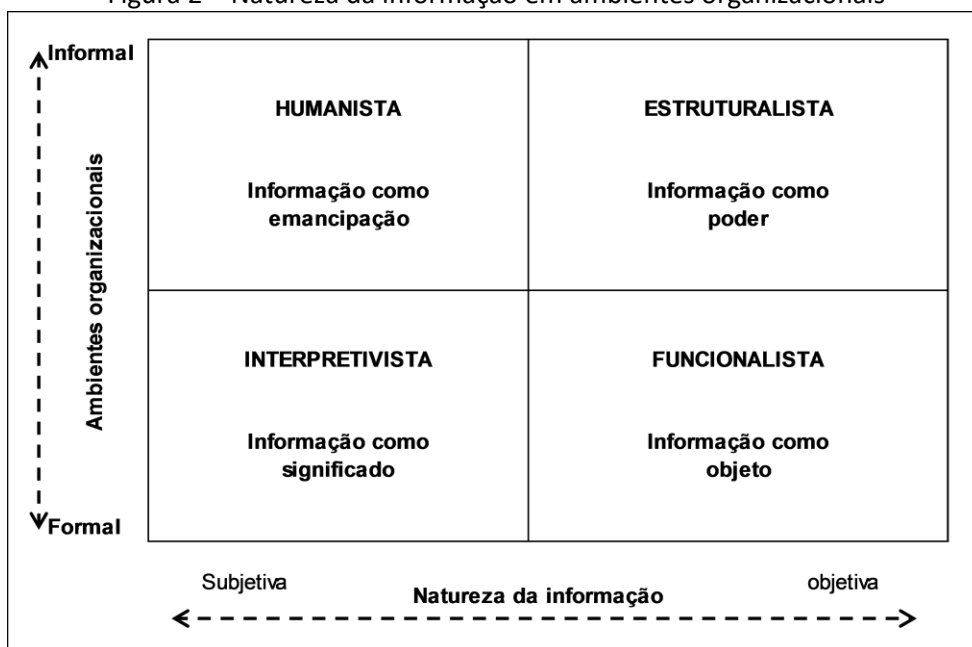 Figura 2 – Natureza da informação em ambientes organizacionais
Informal
Ambientes organizacionais
Formal
HUMANISTA
Informação como
emancipação
ESTRUTURALISTA
Informação como
poder
INTERPRETIVISTA
Informação como
significado
FUNCIONALISTA
Informação como
objeto
Subjetiva
Natureza da informação
objetiva